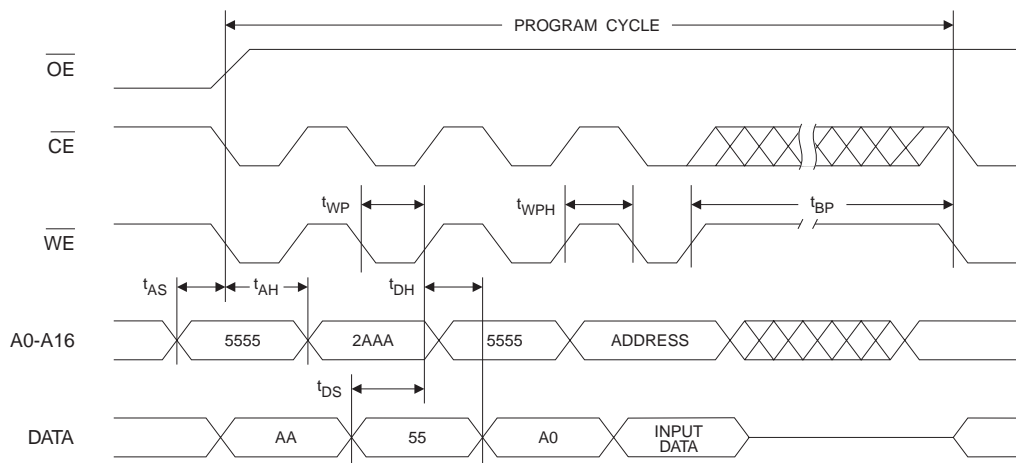 PROGRAM CYCLE
OE
CE
tWP
tWPH
tBP
WE
tAS
tAH
tDH
A0-A16
5555
2AAA
5555
ADDRESS
tDS
DATA
AA
55
A0
INPUT
DATA